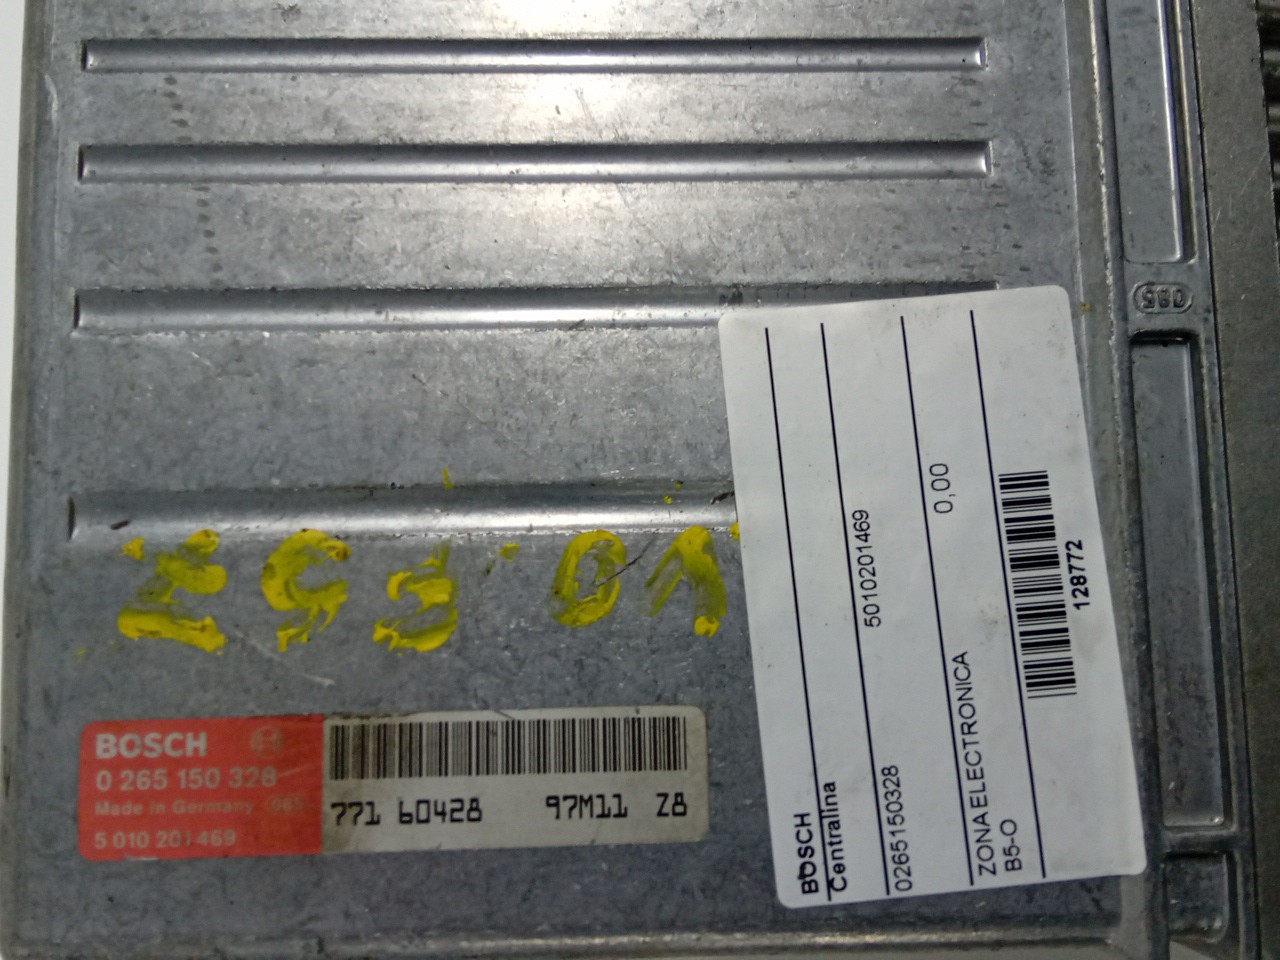 BOSCH
0 265 150 328
Made in Germany (085
5 010 201 469
771 60428 97M11 Z8
BOSCH
Centralina
0265150328 5010201469
ZONA ELECTRONICA 0,00
B5-O
128772